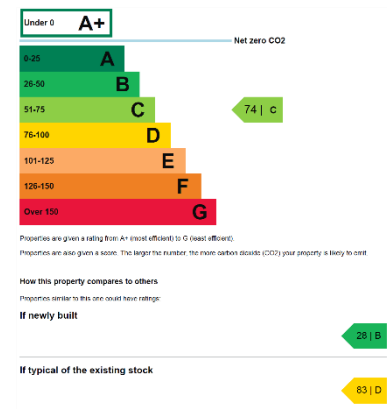 Under 0 A+
Net zero CO2
0-25 A
26-50 B
51-75 C
74 | C
76-100 D
101-125 E
126-150 F
Over 150 G
Properties are given a rating from A+ (most efficient) to G (least efficient).
Properties are also given a score. The larger the number, the more carbon dioxide (CO2) your property is likely to emit.
How this property compares to others
Properties similar to this one could have ratings:
If newly built
28 | B
If typical of the existing stock
83 | D